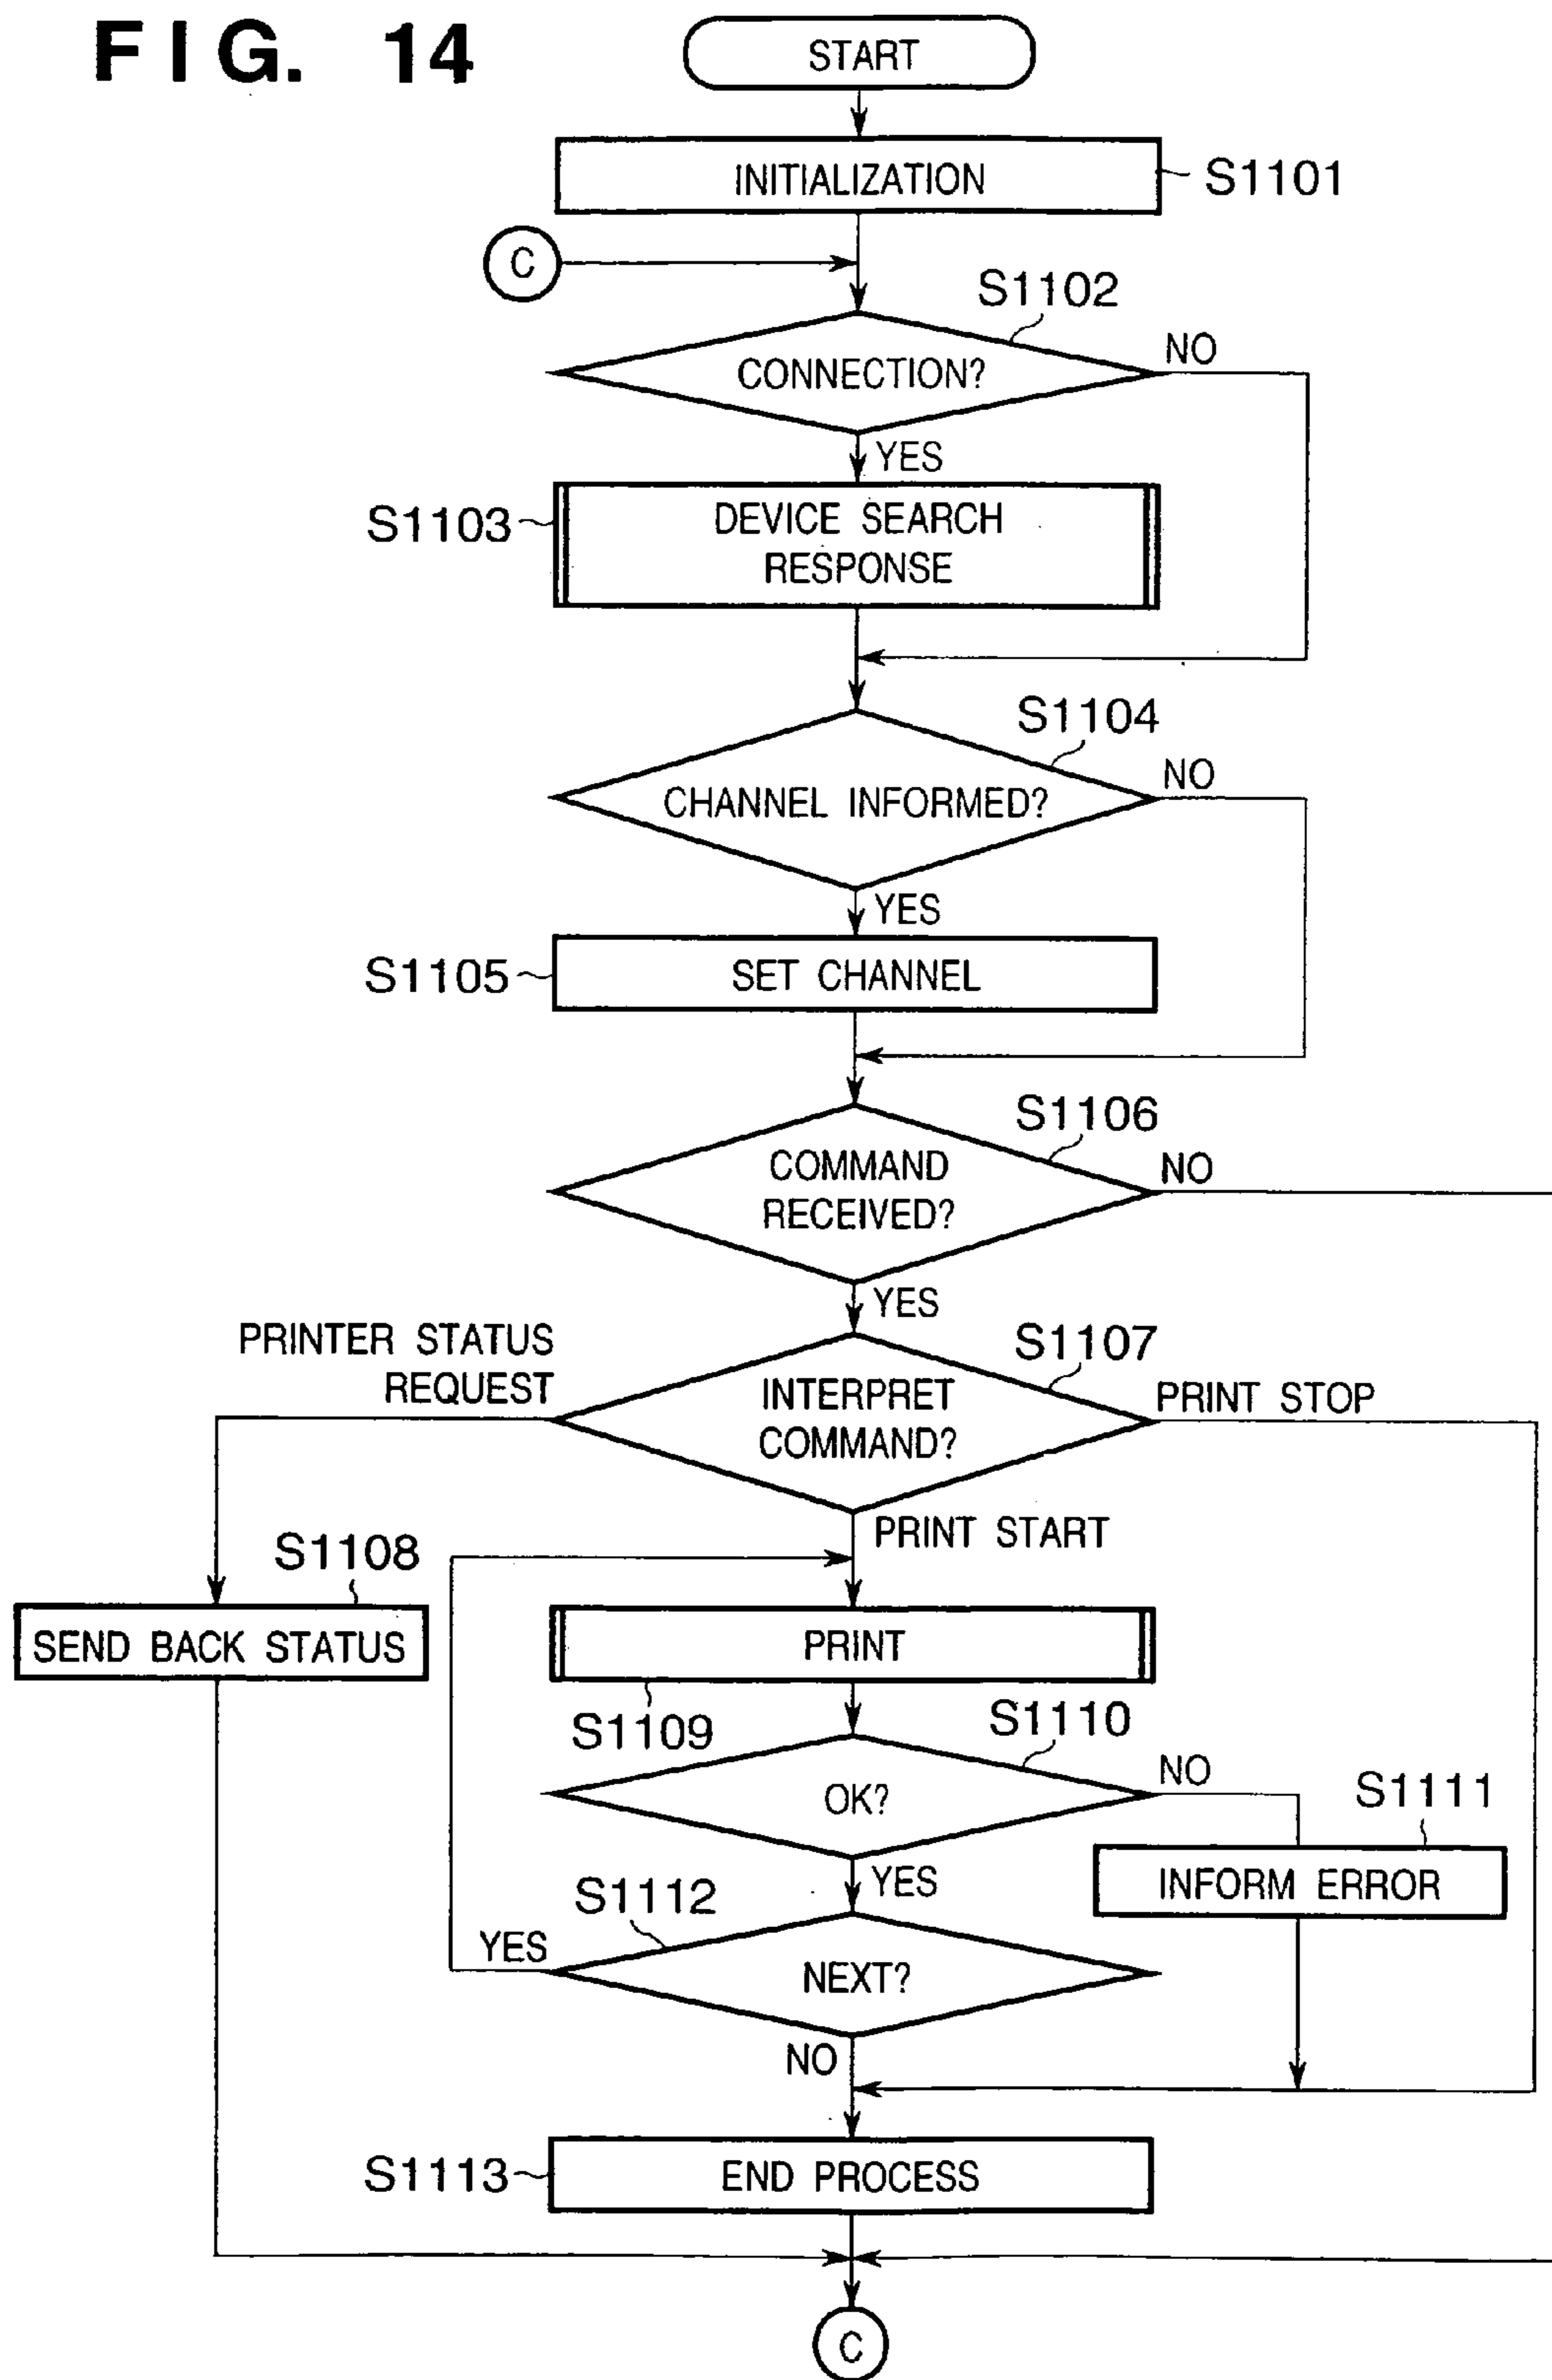 FIG. 14
START
INITIALIZATION
S1101
C
S1102
CONNECTION?
NO
YES
S1103
DEVICE SEARCH
RESPONSE
S1104
CHANNEL INFORMED?
NO
YES
S1105
SET CHANNEL
S1106
COMMAND
RECEIVED?
NO
YES
PRINTER STATUS
REQUEST
S1107
INTERPRET
COMMAND?
PRINT STOP
PRINT START
S1108
SEND BACK STATUS
PRINT
S1109
S1110
OK?
NO
S1111
INFORM ERROR
YES
S1112
YES
NEXT?
NO
S1113
END PROCESS
C